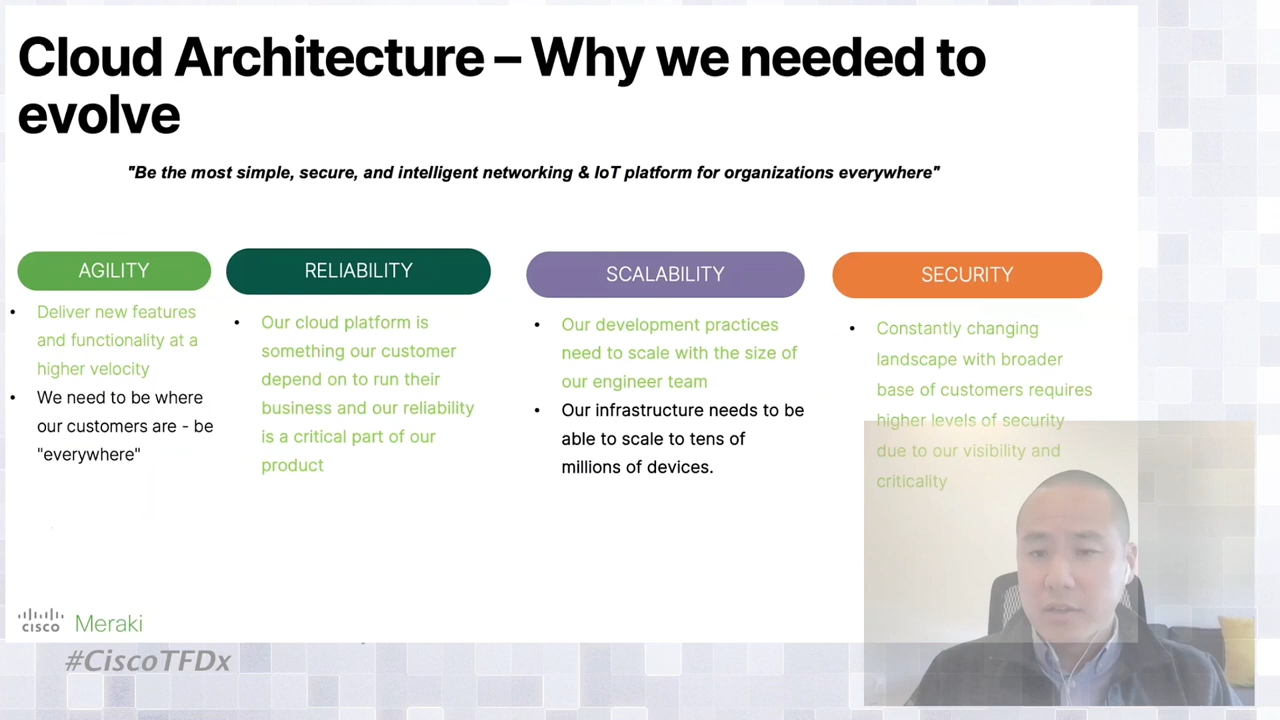 Cloud Architecture – Why we needed to
evolve
"Be the most simple, secure, and intelligent networking & IoT platform for organizations everywhere"
AGILITY
• Deliver new features
and functionality at a
higher velocity
• We need to be where
our customers are - be
"everywhere"
RELIABILITY
• Our cloud platform is
something our customer
depend on to run their
business and our reliability
is a critical part of our
product
SCALABILITY
• Our development practices
need to scale with the size of
our engineer team
• Our infrastructure needs to be
able to scale to tens of
millions of devices.
SECURITY
• Constantly changing
landscape with broader
base of customers requires
higher levels of security
due to our visibility and
criticality
CISCO Meraki
#CiscoTFDx